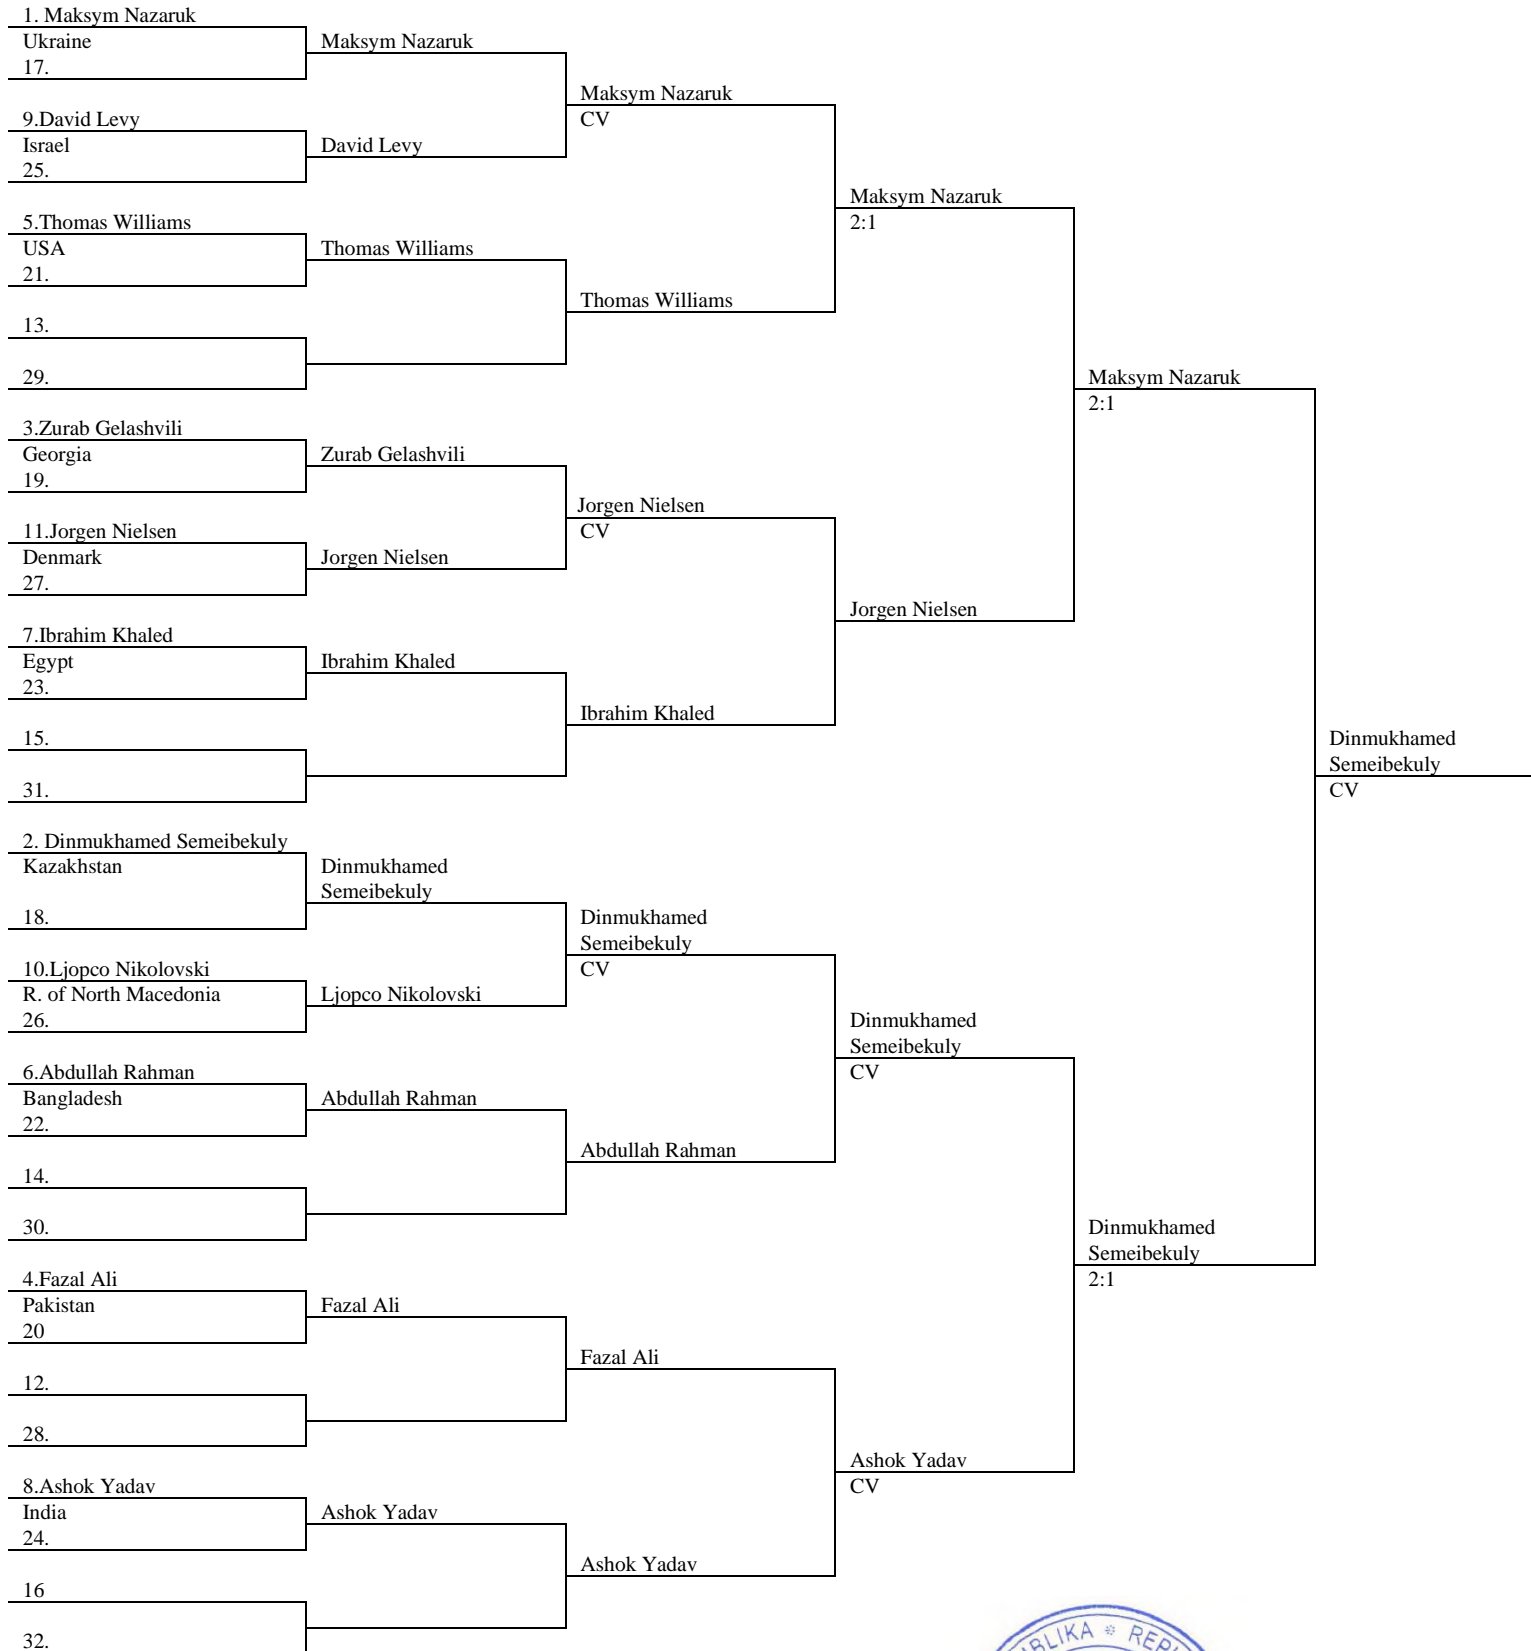 1. Maksym Nazaruk
Ukraine
17.
9.David Levy
Israel
25.
5.Thomas Williams
USA
21.
13.
29.
3.Zurab Gelashvili
Georgia
19.
11.Jorgen Nielsen
Denmark
27.
7.Ibrahim Khaled
Egypt
23.
15.
31.
2. Dinmukhamed Semeibekuly
Kazakhstan
18.
10.Ljopco Nikolovski
R. of North Macedonia
26.
6.Abdullah Rahman
Bangladesh
22.
14.
30.
4.Fazal Ali
Pakistan
20
12.
28.
8.Ashok Yadav
India
24.
16
32.
Maksym Nazaruk
David Levy
Thomas Williams
Zurab Gelashvili
Jorgen Nielsen
Ibrahim Khaled
Dinmukhamed
Semeibekuly
Ljopco Nikolovski
Abdullah Rahman
Fazal Ali
Ashok Yadav
Maksym Nazaruk
CV
Thomas Williams
Jorgen Nielsen
CV
Ibrahim Khaled
Dinmukhamed
Semeibekuly
CV
Abdullah Rahman
Fazal Ali
Ashok Yadav
Maksym Nazaruk
2:1
Jorgen Nielsen
Dinmukhamed
Semeibekuly
CV
Ashok Yadav
CV
Maksym Nazaruk
2:1
Dinmukhamed
Semeibekuly
2:1
Dinmukhamed
Semeibekuly
CV